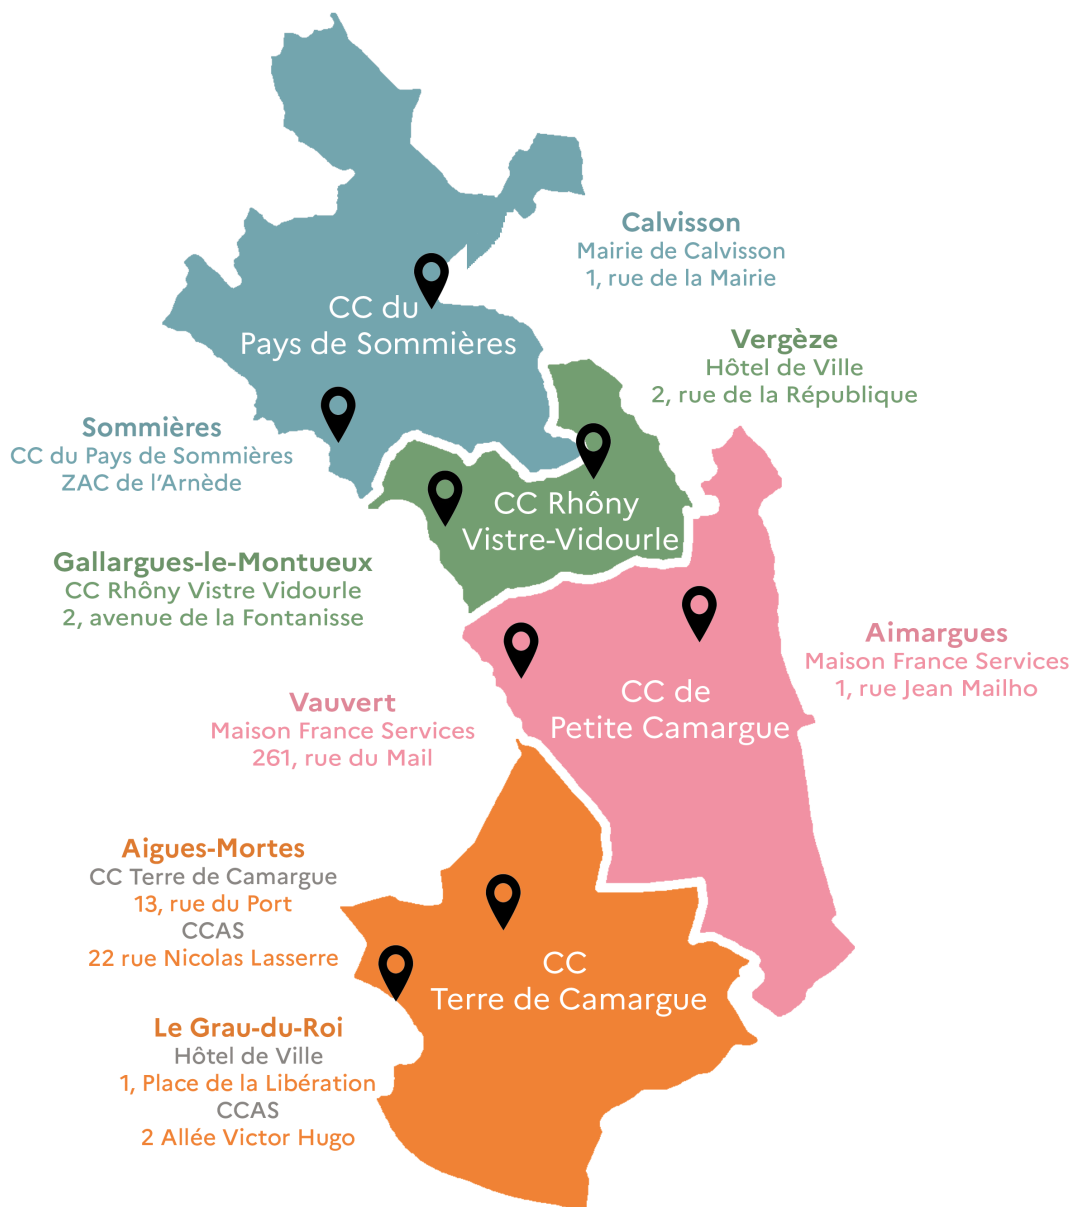 Calvisson
Mairie de Calvisson
1, rue de la Mairie
CC du
Pays de Sommières
Vergèze
Hôtel de Ville
2, rue de la République
Sommières
CC du Pays de Sommières
ZAC de l'Arnède
CC Rhôny
Vistre-Vidourle
Gallargues-le-Montueux
CC Rhôny Vistre Vidourle
2, avenue de la Fontanisse
Aimargues
Maison France Services
1, rue Jean Mailho
CC de
Petite Camargue
Vauvert
Maison France Services
261, rue du Mail
Aigues-Mortes
CC Terre de Camargue
13, rue du Port
CCAS
22 rue Nicolas Lasserre
CC
Terre de Camargue
Le Grau-du-Roi
Hôtel de Ville
1, Place de la Libération
CCAS
2 Allée Victor Hugo